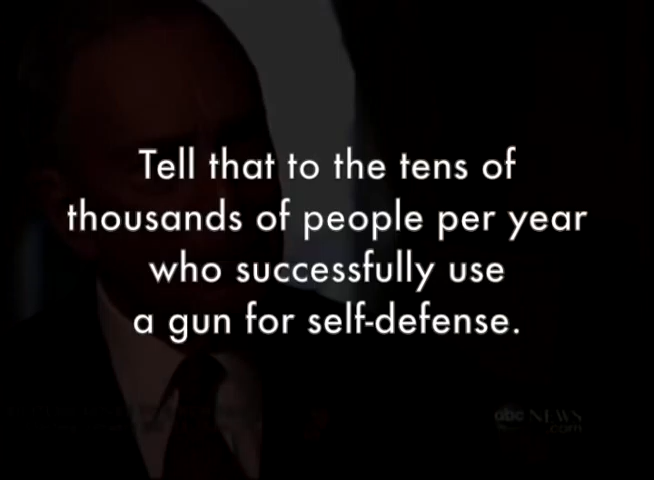 Tell that to the tens of
thousands of people per year
who successfully use
a gun for self-defense.
abc NEWS
.com